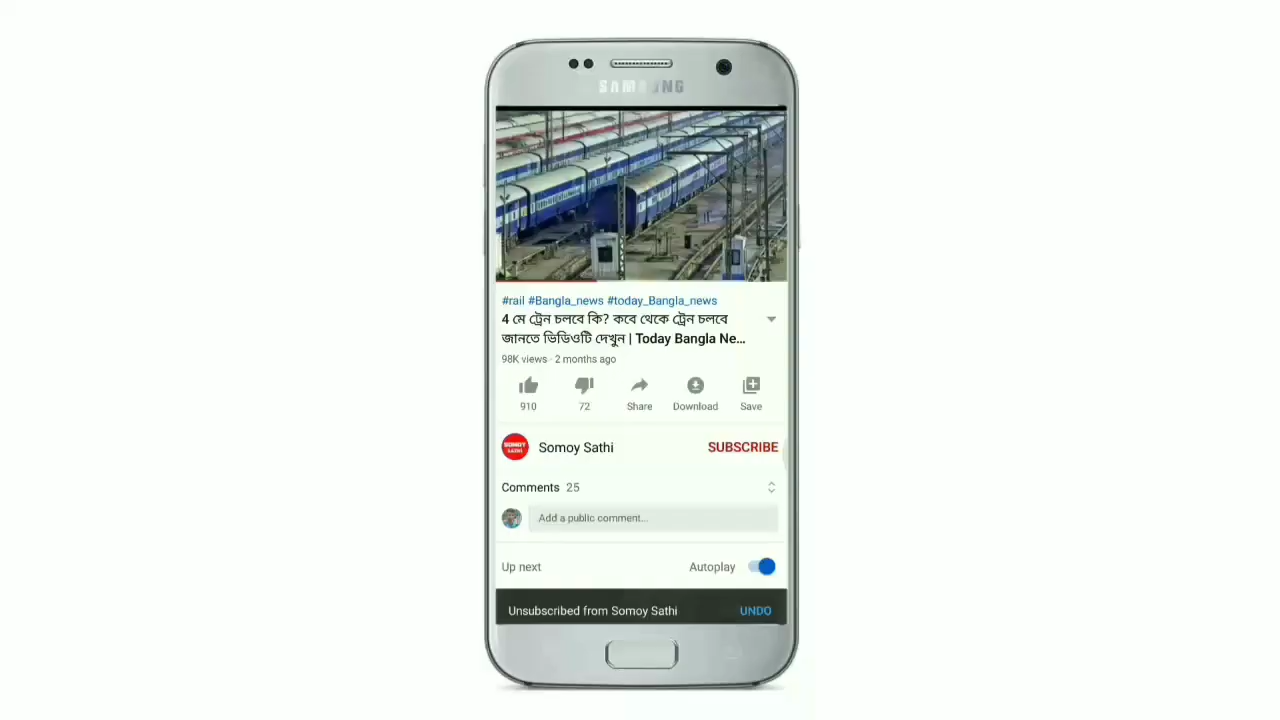 SAMSUNG
#rail #Bangla_news #today_Bangla_news
4 মে ট্রেন চলবে কি? কবে থেকে ট্রেন চলবে
জানতে ভিডিওটি দেখুন | Today Bangla Ne...
98K views · 2 months ago
910 72 Share Download Save
SOMOY
SATHI
Somoy Sathi SUBSCRIBE
Comments 25
Add a public comment...
Up next Autoplay
Unsubscribed from Somoy Sathi UNDO